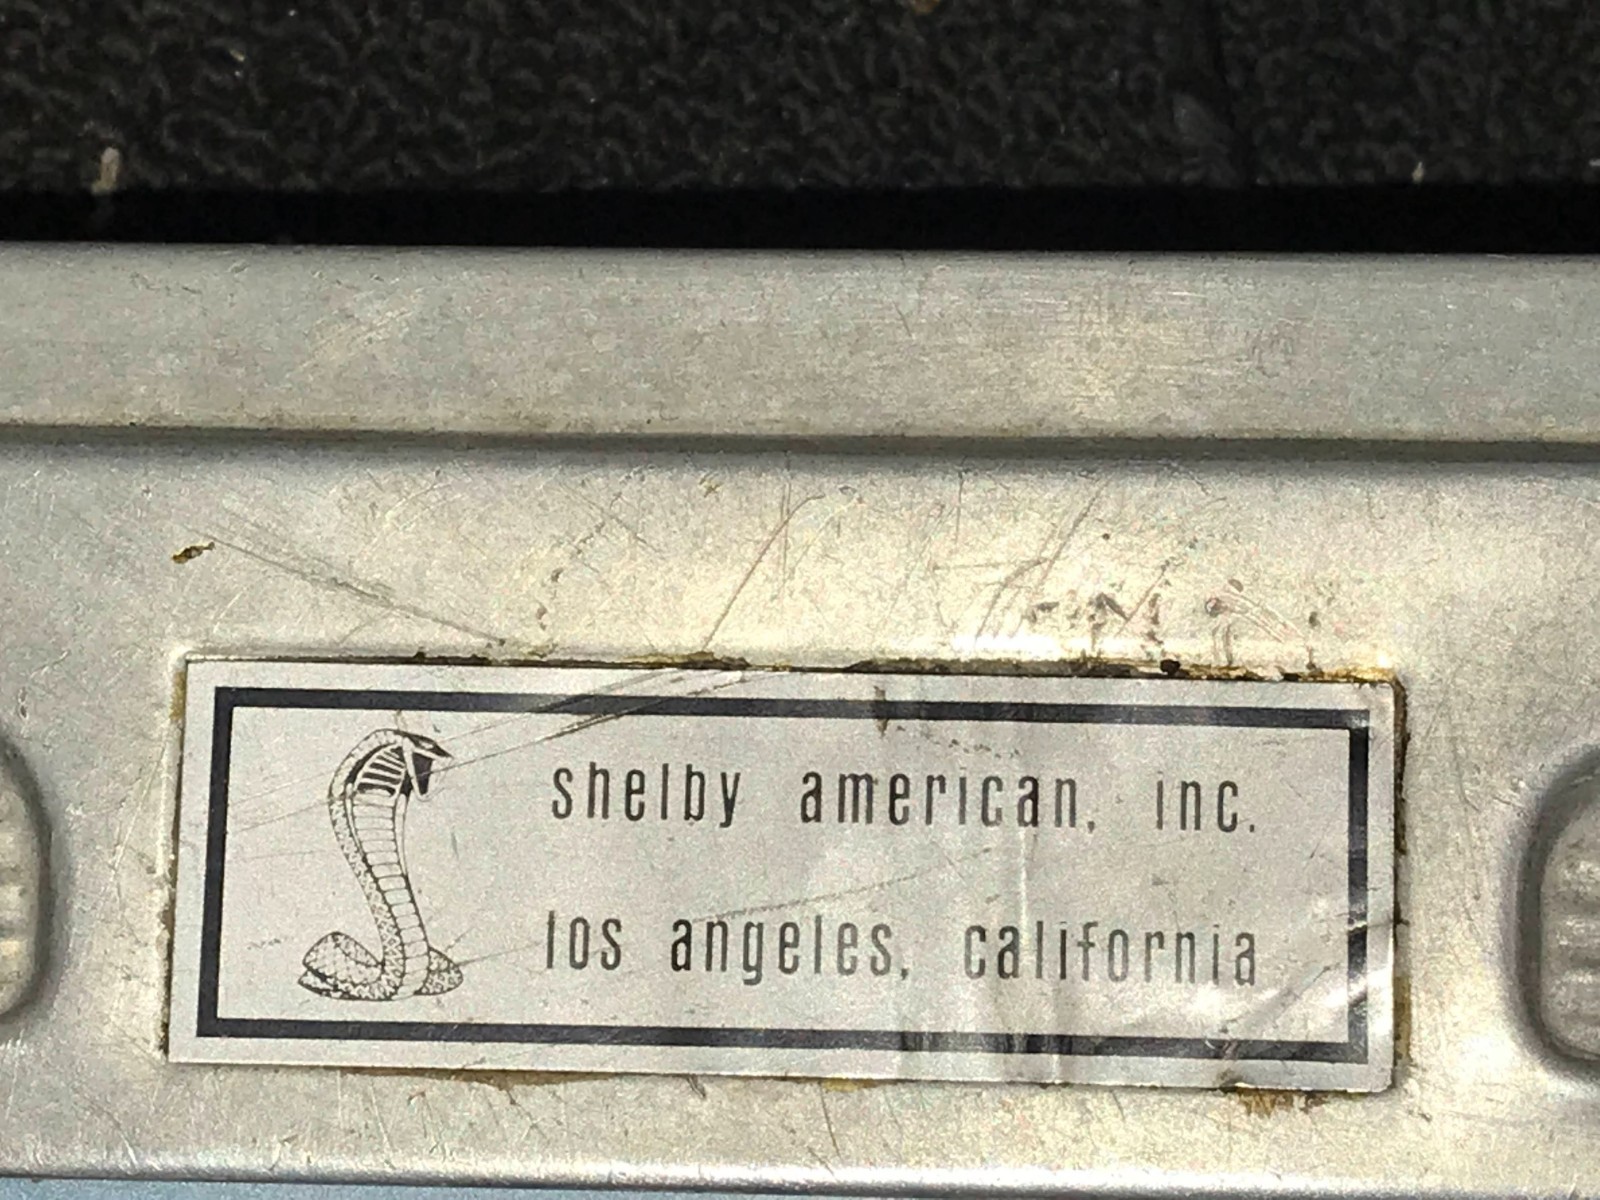 shelby american, inc.
los angeles, california